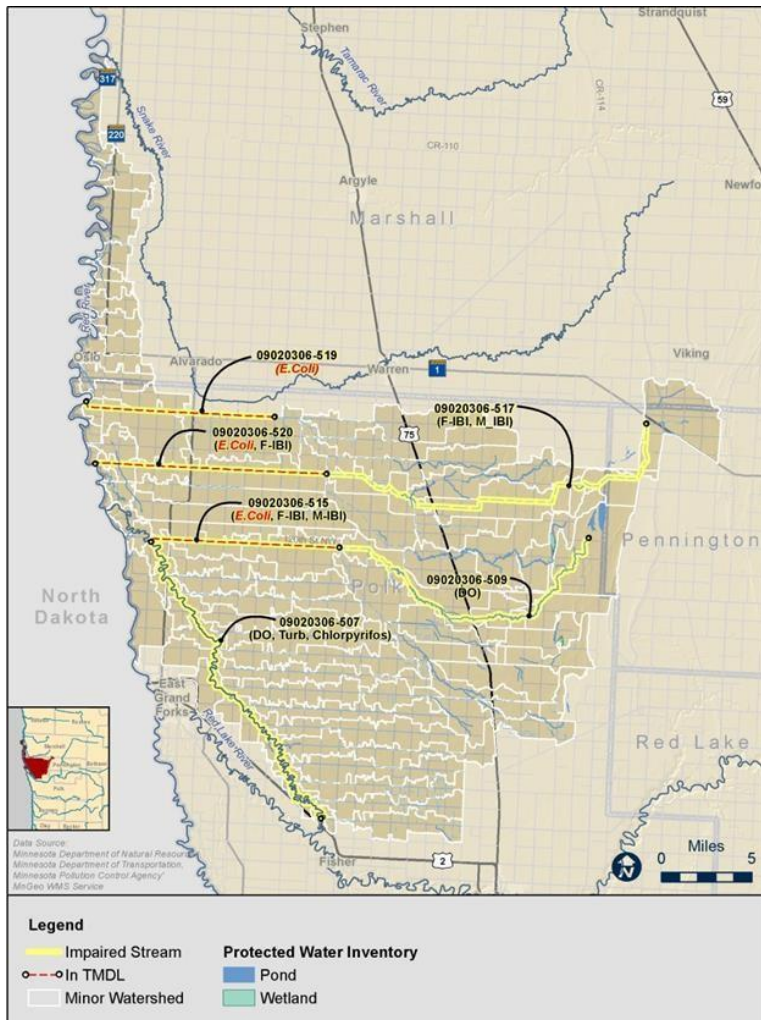 Strandquist
Stephen
Tamarac River
317
CR-114
59
220
Snake River
CR-110
Newfo
Argyle
Marshall
Red River
Oslo
Alvarado
09020306-519
(E.Coli)
Warren
1
Viking
09020306-517
(F-IBI, M_IBI)
09020306-520
(E.Coli, F-IBI)
75
09020306-515
(E.Coli, F-IBI, M-IBI)
Pennington
North
Dakota
Polk
09020306-509
(DO)
09020306-507
(DO, Turb, Chlorpyrifos)
East
Grand
Forks
Red Lake River
Red Lake
Data Source:
Minnesota Department of Natural Resourc
Minnesota Department of Transportation,
Minnesota Pollution Control Agency'
MnGeo WMS Service
Fisher
2
N
Miles
0 5
Legend
Impaired Stream
In TMDL
Minor Watershed
Protected Water Inventory
Pond
Wetland